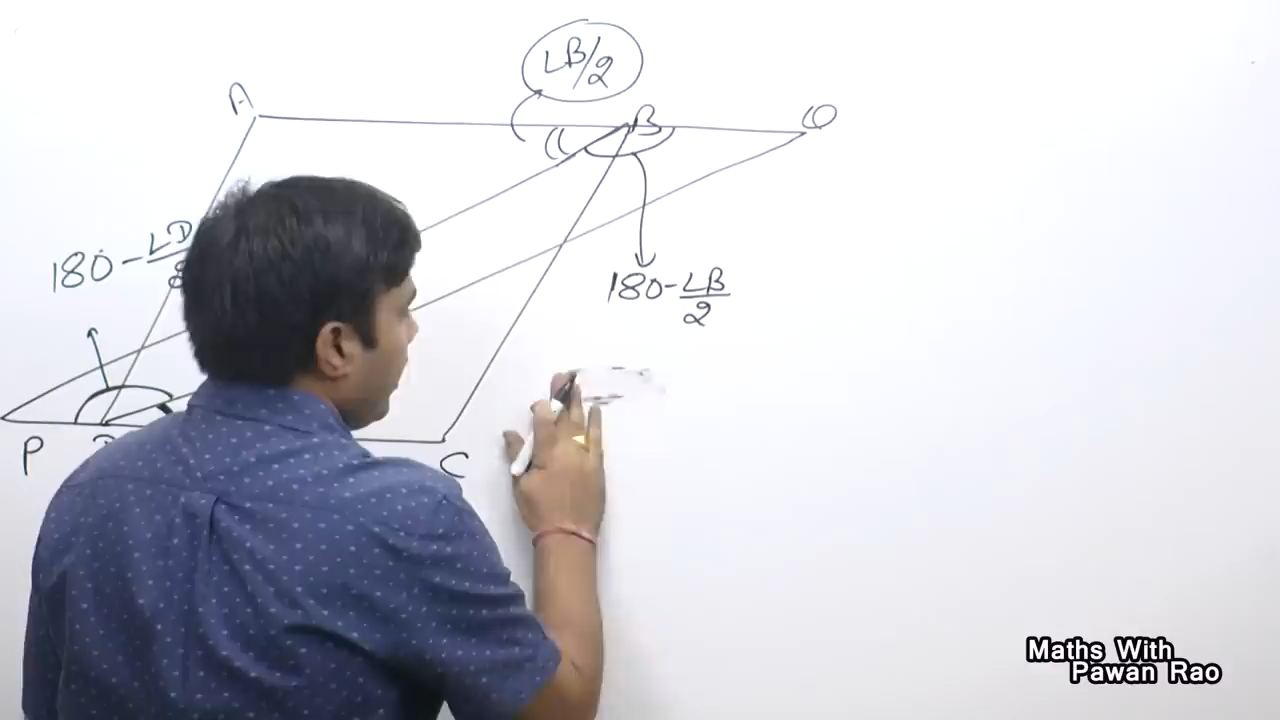 ∠B/2
A
B
Q
180-∠D
180-∠B/2
P
C
Maths With
Pawan Rao